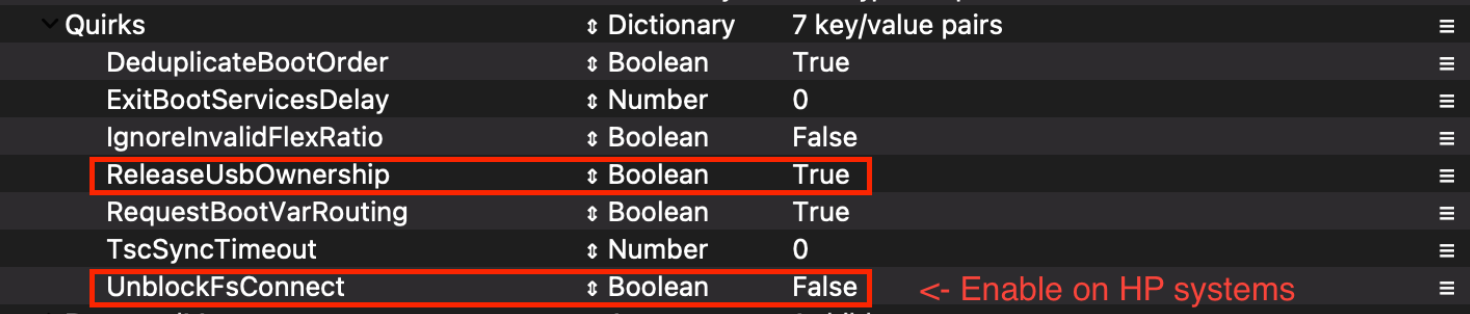 Quirks Dictionary 7 key/value pairs
DeduplicateBootOrder Boolean True
ExitBootServicesDelay Number 0
IgnoreInvalidFlexRatio Boolean False
ReleaseUsbOwnership Boolean True
RequestBootVarRouting Boolean True
TscSyncTimeout Number 0
UnblockFsConnect Boolean False <- Enable on HP systems